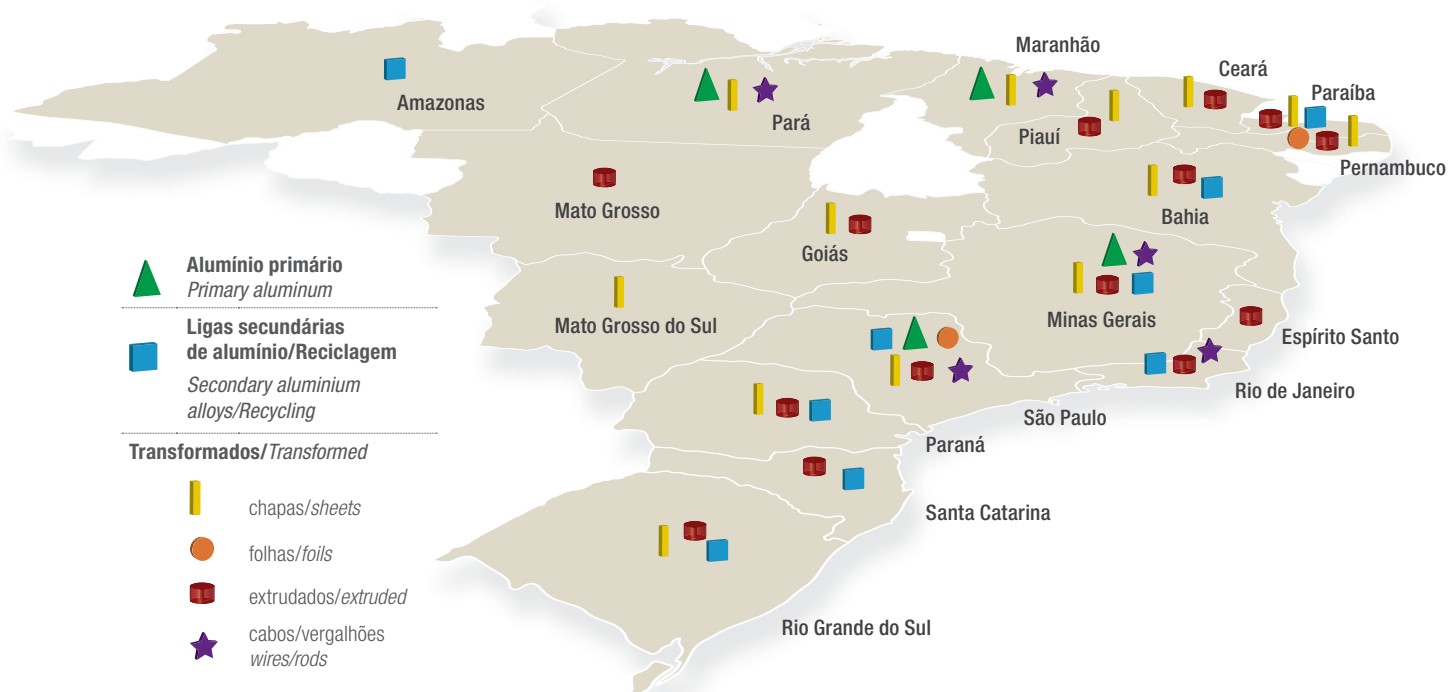 Maranhão
Ceará
Amazonas
Paraíba
Pará
Piauí
Pernambuco
Mato Grosso
Bahia
Goiás
Alumínio primário
Primary aluminum
Ligas secundárias
de alumínio/Reciclagem
Secondary aluminium
alloys/Recycling
Transformados/Transformed
chapas/sheets
folhas/foils
extrudados/extruded
cabos/vergalhões
wires/rods
Mato Grosso do Sul
Minas Gerais
Espírito Santo
Rio de Janeiro
São Paulo
Paraná
Santa Catarina
Rio Grande do Sul